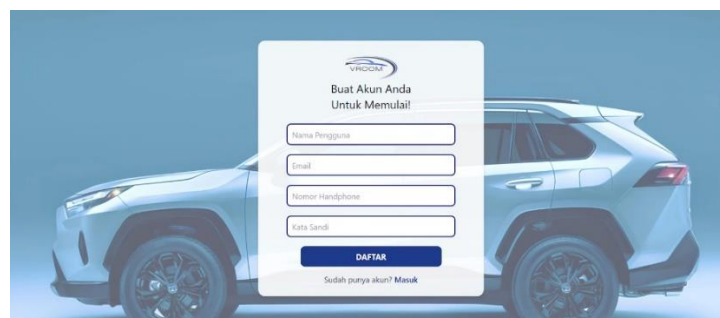 VROOM
Buat Akun Anda
Untuk Memulai!
Nama Pengguna
Email
Nomor Handphone
Kata Sandi
DAFTAR
Sudah punya akun? Masuk